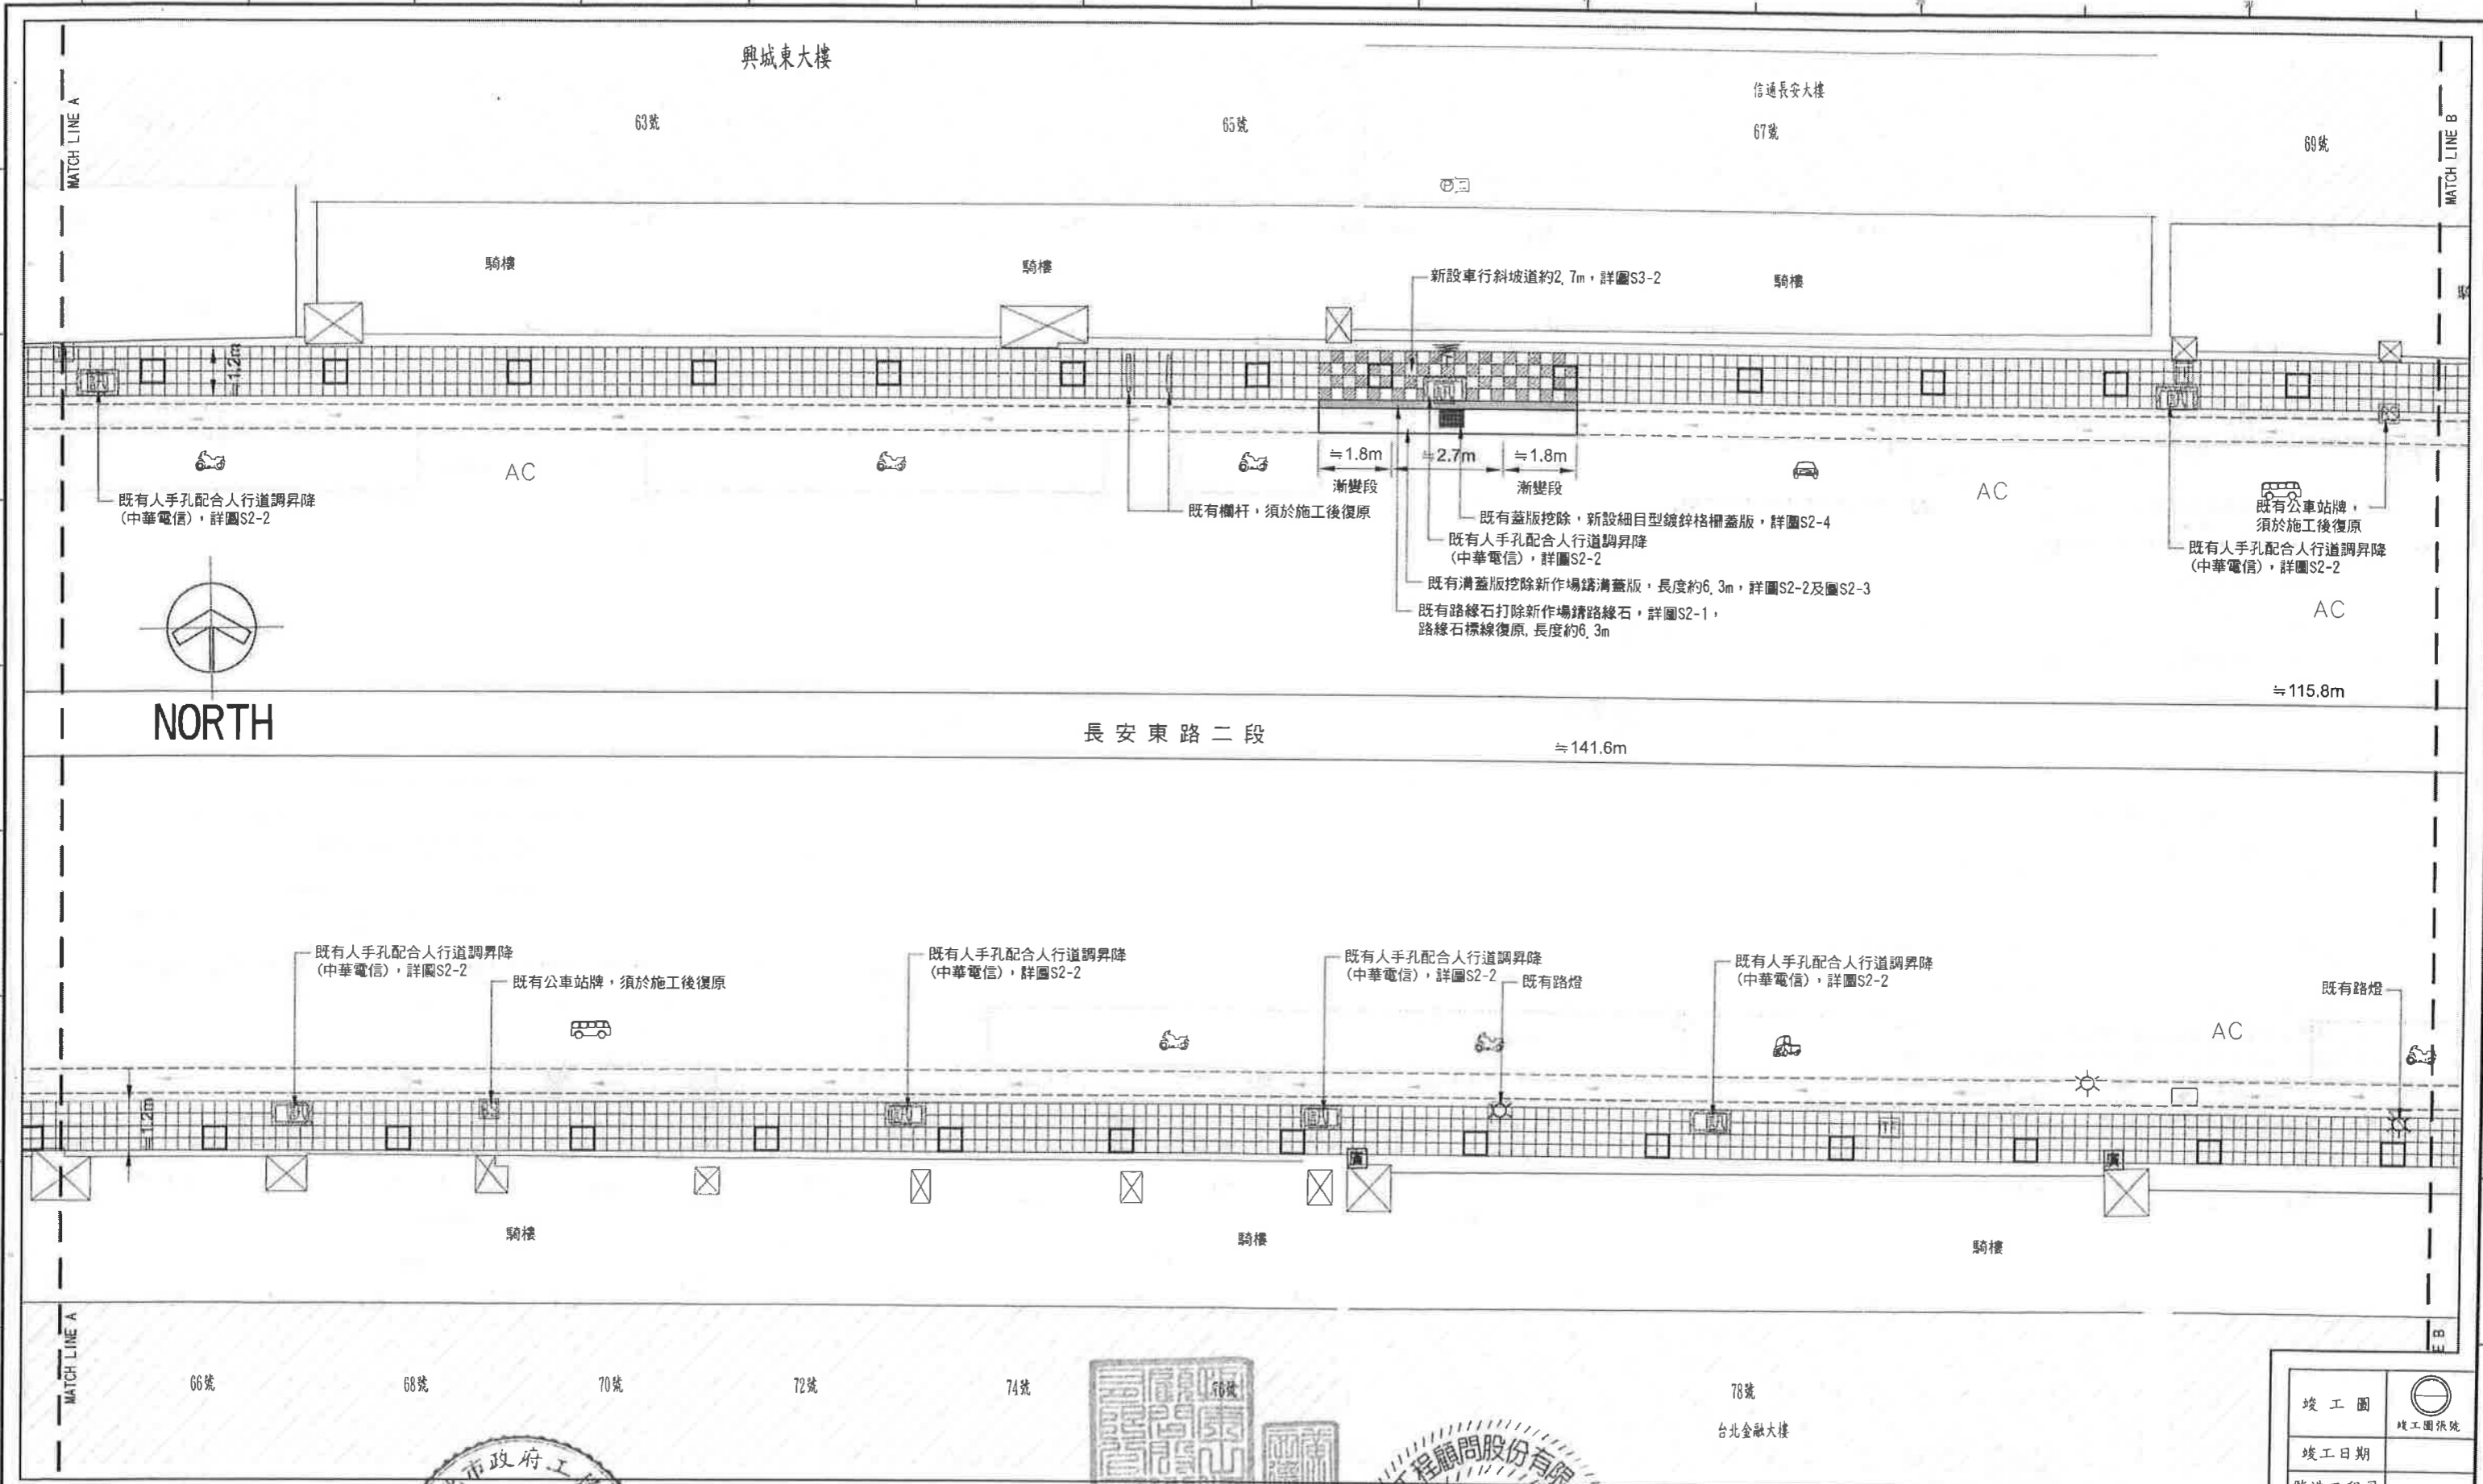 興城東大樓
MATCH LINE A
63號
65號
信通長安大樓
67號
69號
MATCH LINE B
騎樓
騎樓
新設車行斜坡道約2.7m，詳圖S3-2
騎樓
≒1.2m
≒1.8m
≒2.7m
≒1.8m
漸變段
漸變段
AC
AC
既有人手孔配合人行道調昇降
(中華電信)，詳圖S2-2
既有欄杆，須於施工後復原
既有蓋版挖除，新設細目型鍍鋅格柵蓋版，詳圖S2-4
既有人手孔配合人行道調昇降
(中華電信)，詳圖S2-2
既有溝蓋版挖除新作場鑄溝蓋版，長度約6.3m，詳圖S2-2及圖S2-3
既有路緣石打除新作場鑄路緣石，詳圖S2-1，
路緣石標線復原,長度約6.3m
既有公車站牌，
須於施工後復原
既有人手孔配合人行道調昇降
(中華電信)，詳圖S2-2
AC
NORTH
≒115.8m
長安東路二段
≒141.6m
既有人手孔配合人行道調昇降
(中華電信)，詳圖S2-2
既有公車站牌，須於施工後復原
既有人手孔配合人行道調昇降
(中華電信)，詳圖S2-2
既有人手孔配合人行道調昇降
(中華電信)，詳圖S2-2
既有路燈
既有人手孔配合人行道調昇降
(中華電信)，詳圖S2-2
既有路燈
AC
≒1.2m
騎樓
騎樓
騎樓
MATCH LINE A
66號
68號
70號
72號
74號
76號
78號
台北金融大樓
E B
竣工圖
竣工圖張號
竣工日期
市政府工
工程顧問股份有限